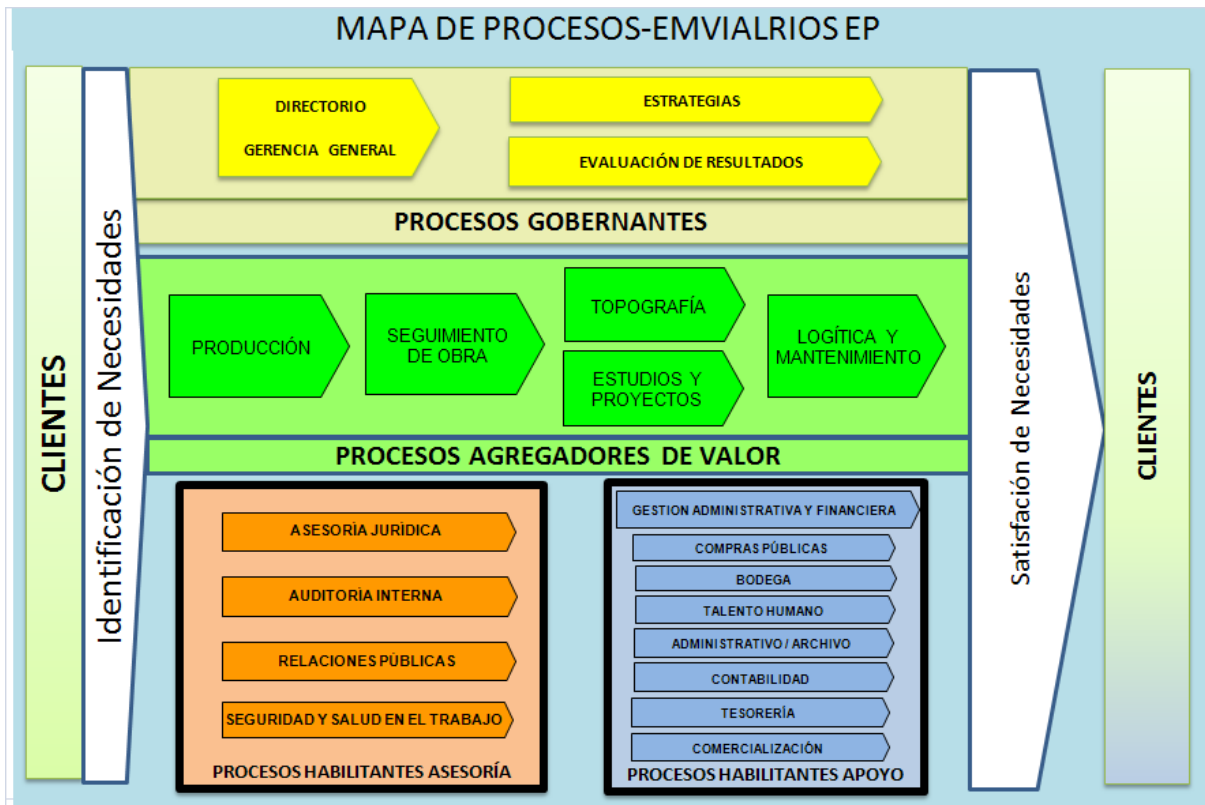 MAPA DE PROCESOS-EMVIALRIOS EP
CLIENTES
Identificación de Necesidades
DIRECTORIO
GERENCIA GENERAL
ESTRATEGIAS
EVALUACIÓN DE RESULTADOS
PROCESOS GOBERNANTES
PRODUCCIÓN
SEGUIMIENTO
DE OBRA
TOPOGRAFÍA
ESTUDIOS Y
PROYECTOS
LOGÍTICA Y
MANTENIMIENTO
PROCESOS AGREGADORES DE VALOR
ASESORÌA JURÍDICA
AUDITORÌA INTERNA
RELACIONES PÚBLICAS
SEGURIDAD Y SALUD EN EL TRABAJO
PROCESOS HABILITANTES ASESORÍA
GESTION ADMINISTRATIVA Y FINANCIERA
COMPRAS PÚBLICAS
BODEGA
TALENTO HUMANO
ADMINISTRATIVO / ARCHIVO
CONTABILIDAD
TESORERÍA
COMERCIALIZACIÓN
PROCESOS HABILITANTES APOYO
Satisfacción de Necesidades
CLIENTES